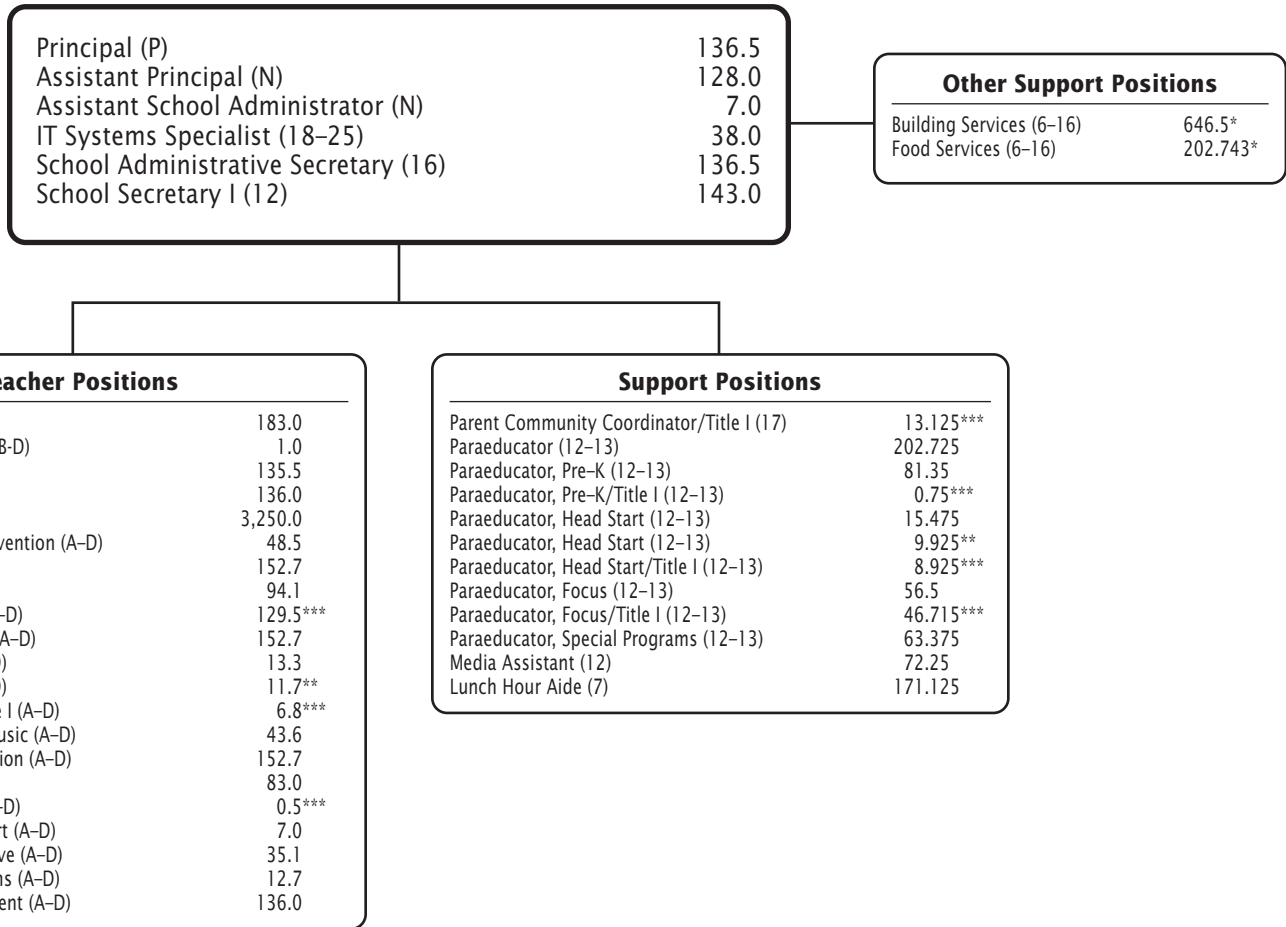 Principal (P) 136.5
Assistant Principal (N) 128.0
Assistant School Administrator (N) 7.0
IT Systems Specialist (18–25) 38.0
School Administrative Secretary (16) 136.5
School Secretary I (12) 143.0
Other Support Positions
Building Services (6–16) 646.5*
Food Services (6–16) 202.743*
eacher Positions
183.0
B-D) 1.0
135.5
136.0
3,250.0
vention (A–D) 48.5
152.7
94.1
–D) 129.5***
A–D) 152.7
) 13.3
) 11.7**
e I (A–D) 6.8***
usic (A–D) 43.6
ion (A–D) 152.7
83.0
–D) 0.5***
rt (A–D) 7.0
ve (A–D) 35.1
ns (A–D) 12.7
ent (A–D) 136.0
Support Positions
Parent Community Coordinator/Title I (17) 13.125***
Paraeducator (12–13) 202.725
Paraeducator, Pre–K (12–13) 81.35
Paraeducator, Pre–K/Title I (12–13) 0.75***
Paraeducator, Head Start (12–13) 15.475
Paraeducator, Head Start (12–13) 9.925**
Paraeducator, Head Start/Title I (12–13) 8.925***
Paraeducator, Focus (12–13) 56.5
Paraeducator, Focus/Title I (12–13) 46.715***
Paraeducator, Special Programs (12–13) 63.375
Media Assistant (12) 72.25
Lunch Hour Aide (7) 171.125